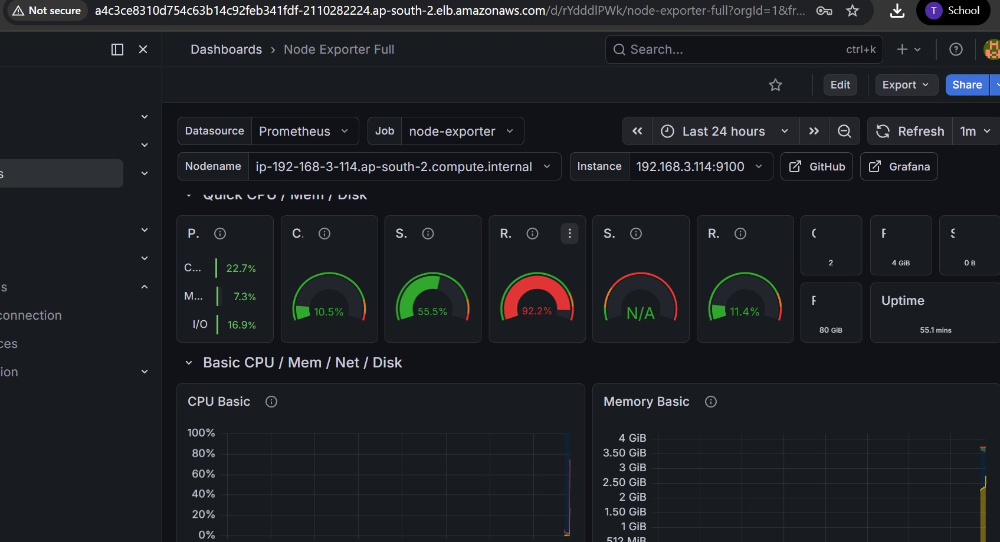 Not secure a4c3ce8310d754c63b14c92feb341fdf-2110282224.ap-south-2.elb.amazonaws.com/d/rYdddlPWk/node-exporter-full?orgId=1&fr... T School
Dashboards › Node Exporter Full Search... ctrl+k
Edit Export Share
Datasource Prometheus Job node-exporter Last 24 hours Refresh 1m
Nodename ip-192-168-3-114.ap-south-2.compute.internal Instance 192.168.3.114:9100 GitHub Grafana
s
Quick CPU / Mem / Disk
P. C. S. R. S. R.
C... 22.7%
M... 7.3%
I/O 16.9%
10.5%
55.5%
92.2%
N/A
11.4%
2
F
4 GiB
S
0 B
F
80 GiB
Uptime
55.1 mins
s
connection
ces
ion
Basic CPU / Mem / Net / Disk
CPU Basic
100%
80%
60%
40%
20%
0%
Memory Basic
4 GiB
3.50 GiB
3 GiB
2.50 GiB
2 GiB
1.50 GiB
1 GiB
512 MiB